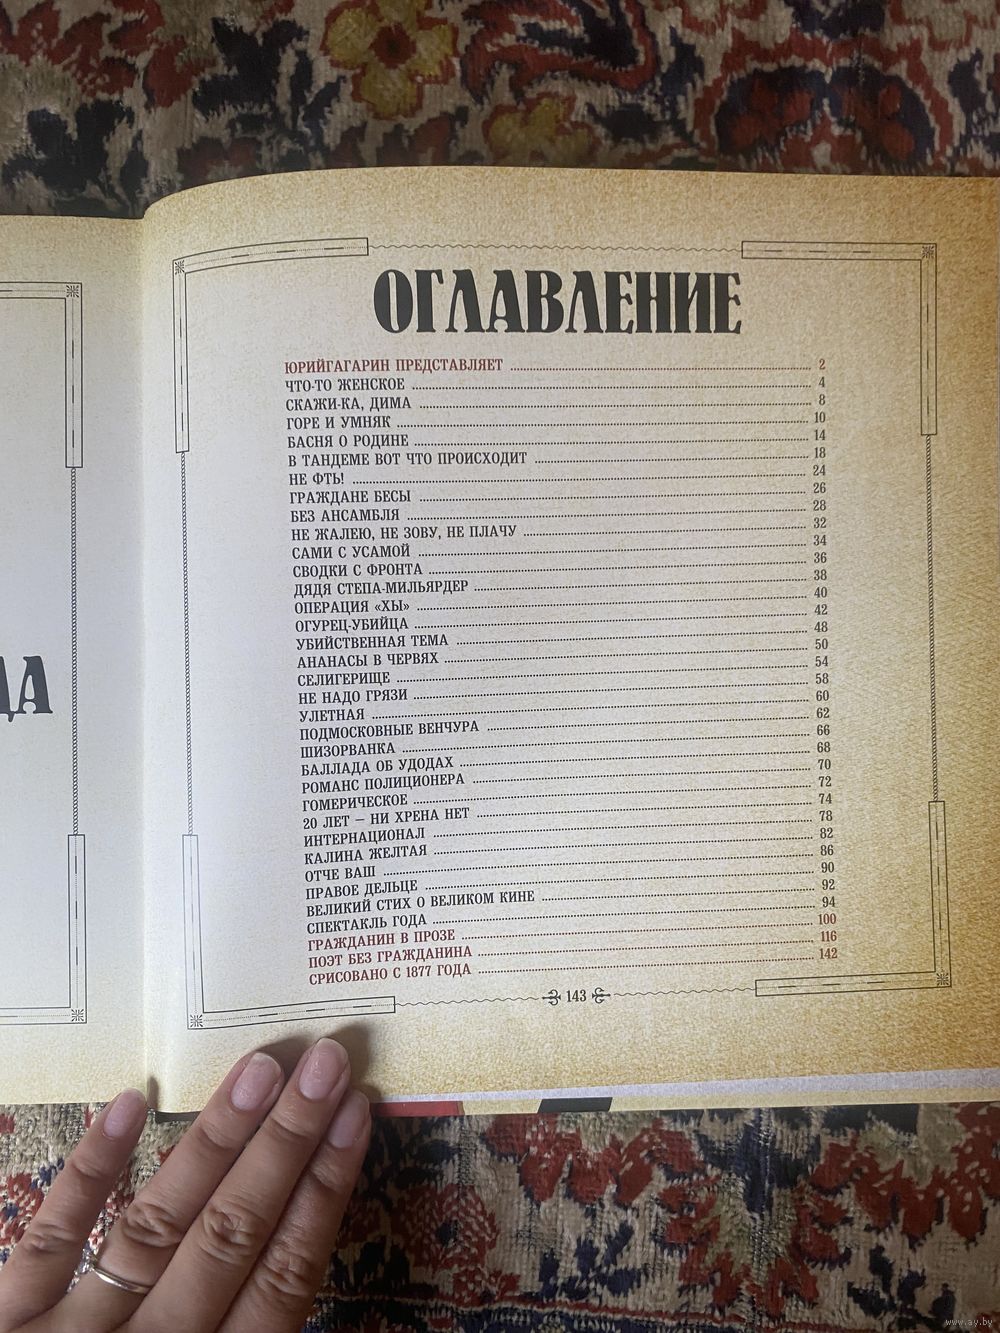 ДА
ОГЛАВЛЕНИЕ
ЮРИЙГАГАРИН ПРЕДСТАВЛЯЕТ 2
ЧТО-ТО ЖЕНСКОЕ 4
СКАЖИ-КА, ДИМА 8
ГОРЕ И УМНЯК 10
БАСНЯ О РОДИНЕ 14
В ТАНДЕМЕ ВОТ ЧТО ПРОИСХОДИТ 18
НЕ ФТЬ! 24
ГРАЖДАНЕ БЕСЫ 26
БЕЗ АНСАМБЛЯ 28
НЕ ЖАЛЕЮ, НЕ ЗОВУ, НЕ ПЛАЧУ 32
САМИ С УСАМОЙ 34
СВОДКИ С ФРОНТА 36
ДЯДЯ СТЕПА-МИЛЬЯРДЕР 38
ОПЕРАЦИЯ «ХЫ» 40
ОГУРЕЦ-УБИЙЦА 42
УБИЙСТВЕННАЯ ТЕМА 48
АНАНАСЫ В ЧЕРВЯХ 50
СЕЛИГЕРИЩЕ 54
НЕ НАДО ГРЯЗИ 58
УЛЕТНАЯ 60
ПОДМОСКОВНЫЕ ВЕНЧУРА 62
ШИЗОРВАНКА 66
БАЛЛАДА ОБ УДОДАХ 68
РОМАНС ПОЛИЦИОНЕРА 70
ГОМЕРИЧЕСКОЕ 72
20 ЛЕТ — НИ ХРЕНА НЕТ 74
ИНТЕРНАЦИОНАЛ 78
КАЛИНА ЖЕЛТАЯ 82
ОТЧЕ ВАШ 86
ПРАВОЕ ДЕЛЬЦЕ 90
ВЕЛИКИЙ СТИХ О ВЕЛИКОМ КИНЕ 92
СПЕКТАКЛЬ ГОДА 94
ГРАЖДАНИН В ПРОЗЕ 100
ПОЭТ БЕЗ ГРАЖДАНИНА 116
СРИСОВАНО С 1877 ГОДА 142
143
www.ay.by